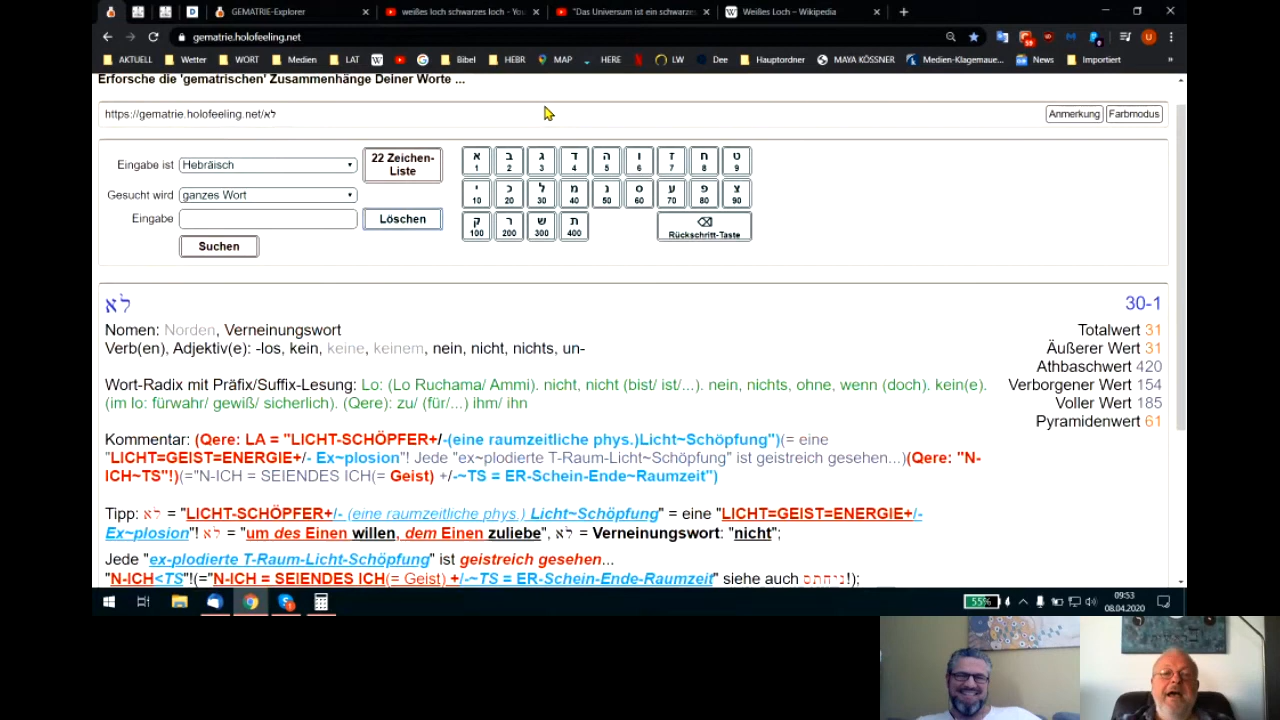 GEMATRIE-Explorer
weißes loch schwarzes loch - You
"Das Universum ist ein schwarzes
Weißes Loch – Wikipedia
gematrie.holofeeling.net
AKTUELL Wetter WORT Medien LAT Bibel HEBR MAP HERE LW Dee Hauptordner MAYA KÖSSNER Medien-Klagemaue... News Importiert »
Erforsche die 'gematrischen' Zusammenhänge Deiner Worte ...
https://gematrie.holofeeling.net/לא
Anmerkung Farbmodus
Eingabe ist Hebräisch
22 Zeichen-
Liste
Gesucht wird ganzes Wort
Eingabe
Löschen
Suchen
א ב ג ד ה ו ז ח ט
1 2 3 4 5 6 7 8 9
י כ ל מ נ ס ע פ צ
10 20 30 40 50 60 70 80 90
ק ר ש ת
100 200 300 400
Rückschritt-Taste
לא
30-1
Nomen: Norden, Verneinungswort
Verb(en), Adjektiv(e): -los, kein, keine, keinem, nein, nicht, nichts, un-
Totalwert 31
Äußerer Wert 31
Athbaschwert 420
Verborgener Wert 154
Voller Wert 185
Pyramidenwert 61
Wort-Radix mit Präfix/Suffix-Lesung: Lo: (Lo Ruchama/ Ammi). nicht, nicht (bist/ ist/...). nein, nichts, ohne, wenn (doch). kein(e).
(im lo: fürwahr/ gewiß/ sicherlich). (Qere): zu/ (für/...) ihm/ ihn
Kommentar: (Qere: LA = "LICHT-SCHÖPFER+/-(eine raumzeitliche phys.)Licht~Schöpfung")(= eine
"LICHT=GEIST=ENERGIE+/- Ex~plosion"! Jede "ex~plodierte T-Raum-Licht~Schöpfung" ist geistreich gesehen...)(Qere: "N-
ICH~TS"!)(="N-ICH = SEIENDES ICH(= Geist) +/-~TS = ER-Schein-Ende~Raumzeit")
Tipp: לא = "LICHT-SCHÖPFER+/- (eine raumzeitliche phys.) Licht~Schöpfung" = eine "LICHT=GEIST=ENERGIE+/-
Ex~plosion"! לא = "um des Einen willen, dem Einen zuliebe", לא = Verneinungswort: "nicht";
Jede "ex-plodierte T-Raum-Licht-Schöpfung" ist geistreich gesehen...
"N-ICH<TS"!(="N-ICH = SEIENDES ICH(= Geist) +/-~TS = ER-Schein-Ende-Raumzeit" siehe auch ניחתס!);
55%
09:53
08.04.2020